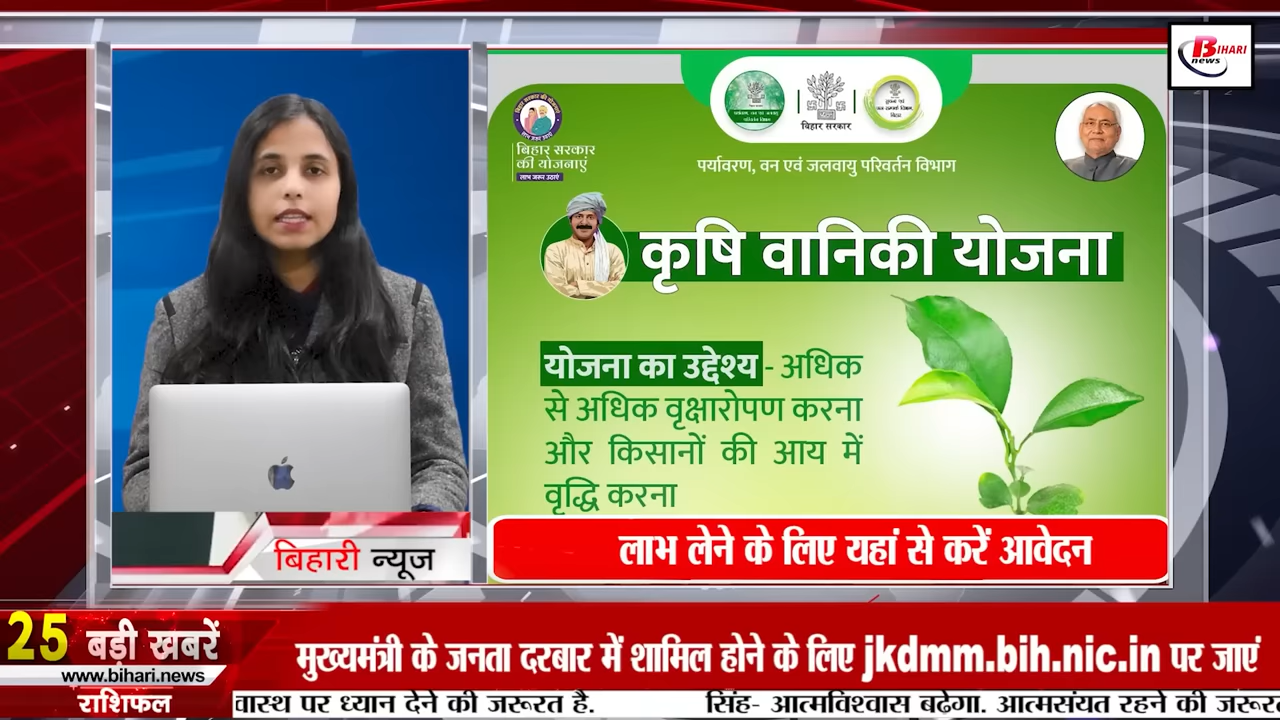 BIHARI
news
बिहार सरकार
की योजनाएं
लाभ जरूर उठाएं
बिहार सरकार
पर्यावरण, वन एवं जलवायु परिवर्तन विभाग
कृषि वानिकी योजना
योजना का उद्देश्य - अधिक
से अधिक वृक्षारोपण करना
और किसानों की आय में
वृद्धि करना
लाभ लेने के लिए यहां से करें आवेदन
बिहारी न्यूज
25 बड़ी खबरें
www.bihari.news
मुख्यमंत्री के जनता दरबार में शामिल होने के लिए jkdmm.bih.nic.in पर जाएं
राशिफल
वास्थ पर ध्यान देने की जरूरत है. सिंह- आत्मविश्वास बढेगा. आत्मसंयत रहने की जरूर